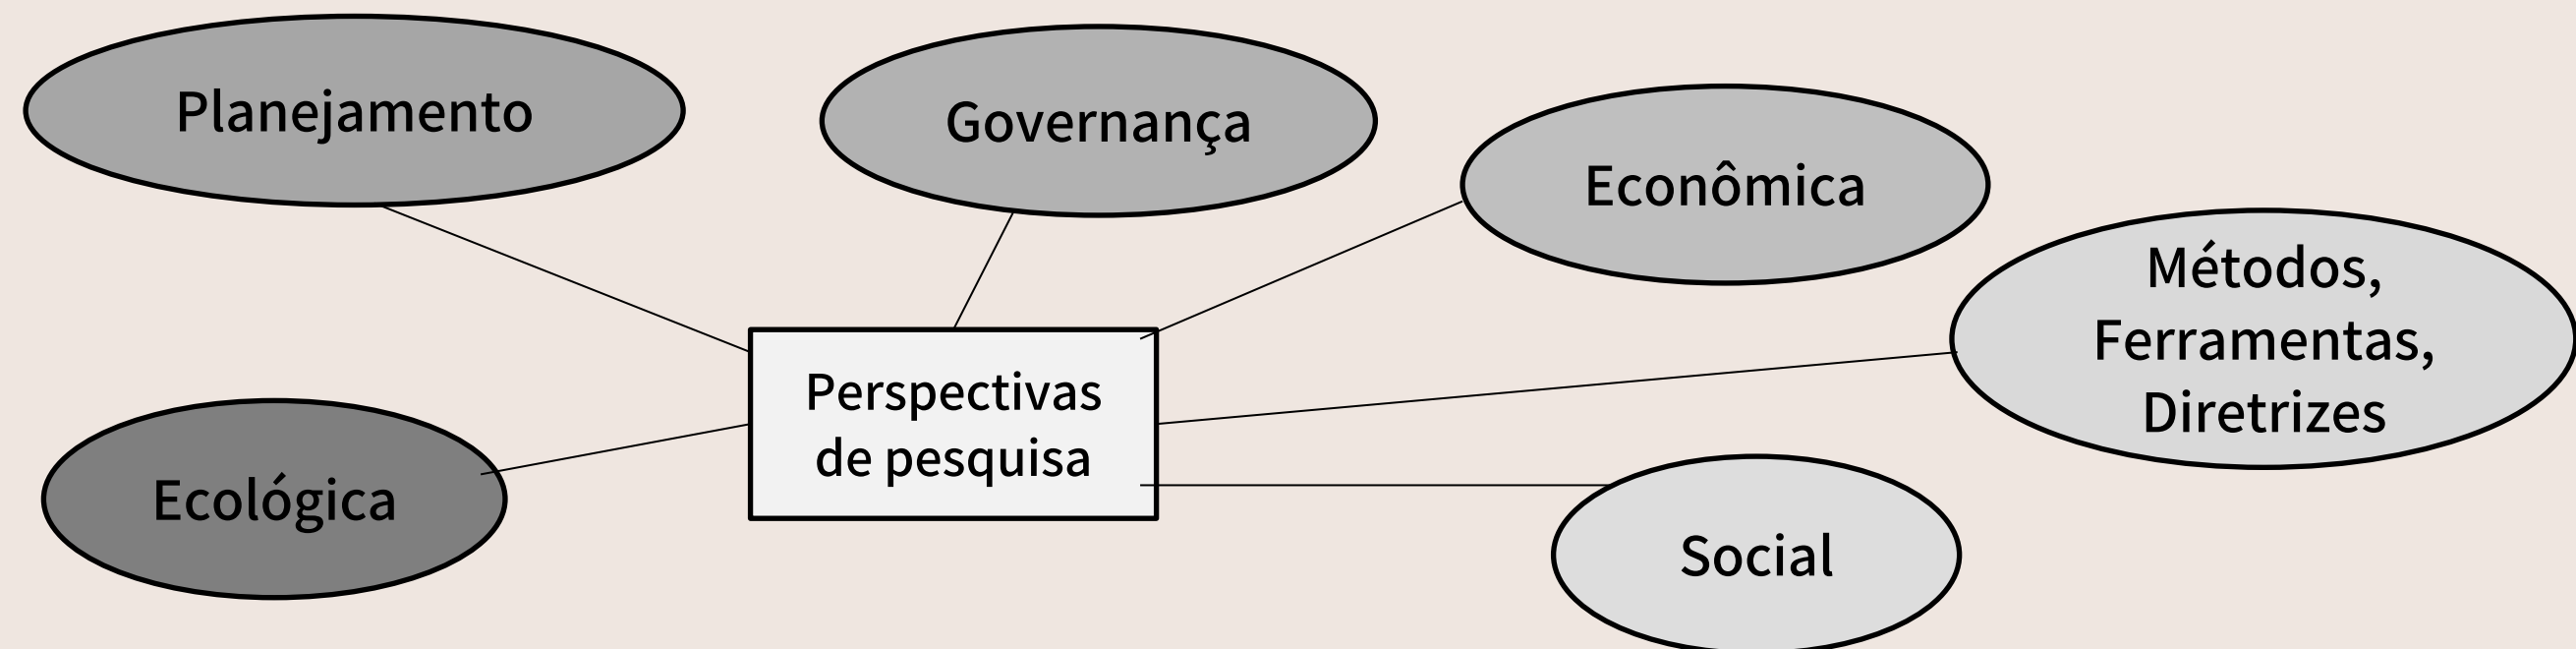 Planejamento
Governança
Econômica
Métodos,
Ferramentas,
Diretrizes
Perspectivas
de pesquisa
Ecológica
Social